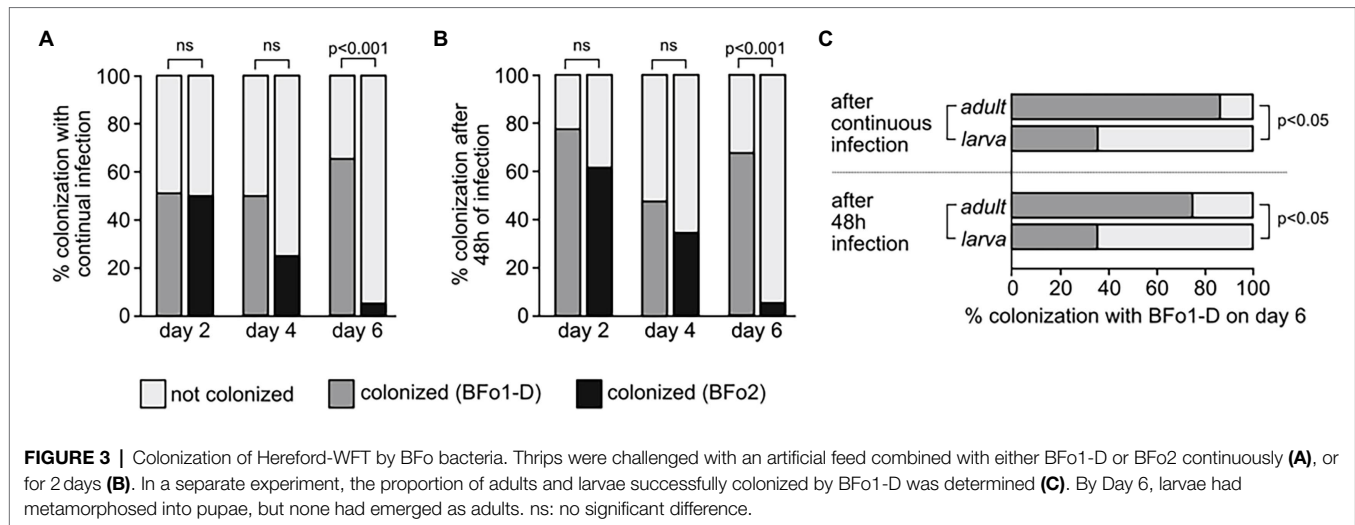 A
ns
ns
p<0.001
% colonization with
continual infection
100
80
60
40
20
0
day 2
day 4
day 6
B
ns
ns
p<0.001
% colonization after
48h of infection
100
80
60
40
20
0
day 2
day 4
day 6
C
after
continuous
infection
adult
larva
p<0.05
after
48h
infection
adult
larva
p<0.05
0 20 40 60 80 100
% colonization with BFo1-D on day 6
not colonized
colonized (BFo1-D)
colonized (BFo2)
FIGURE 3 | Colonization of Hereford-WFT by BFo bacteria. Thrips were challenged with an artificial feed combined with either BFo1-D or BFo2 continuously (A), or
for 2 days (B). In a separate experiment, the proportion of adults and larvae successfully colonized by BFo1-D was determined (C). By Day 6, larvae had
metamorphosed into pupae, but none had emerged as adults. ns: no significant difference.